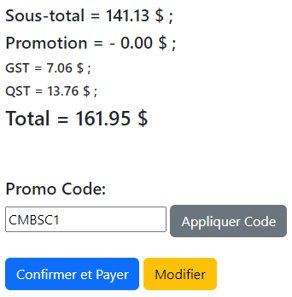 Sous-total = 141.13 $ ;
Promotion = - 0.00 $ ;
GST = 7.06 $ ;
QST = 13.76 $ ;
Total = 161.95 $
Promo Code:
CMBSC1 Appliquer Code
Confirmer et Payer Modifier